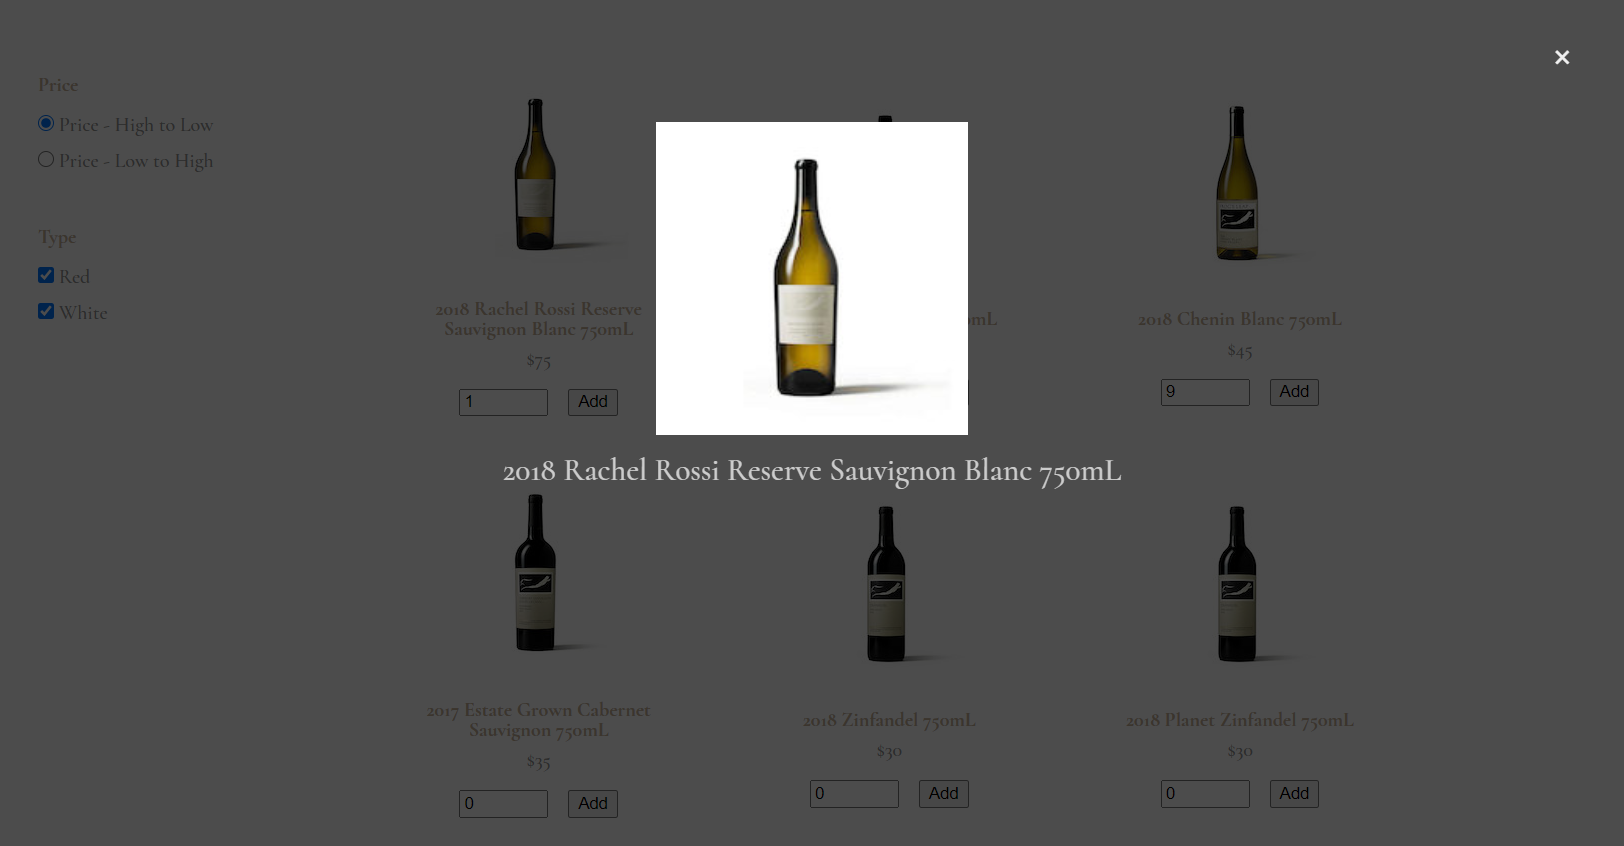 ×
Price
Price - High to Low
Price - Low to High
Type
Red
White
2018 Rachel Rossi Reserve
Sauvignon Blanc 750mL
$75
1 Add
omL
2018 Chenin Blanc 750mL
$45
9 Add
2018 Rachel Rossi Reserve Sauvignon Blanc 750mL
2017 Estate Grown Cabernet
Sauvignon 750mL
$35
0 Add
2018 Zinfandel 750mL
$30
0 Add
2018 Planet Zinfandel 750mL
$30
0 Add